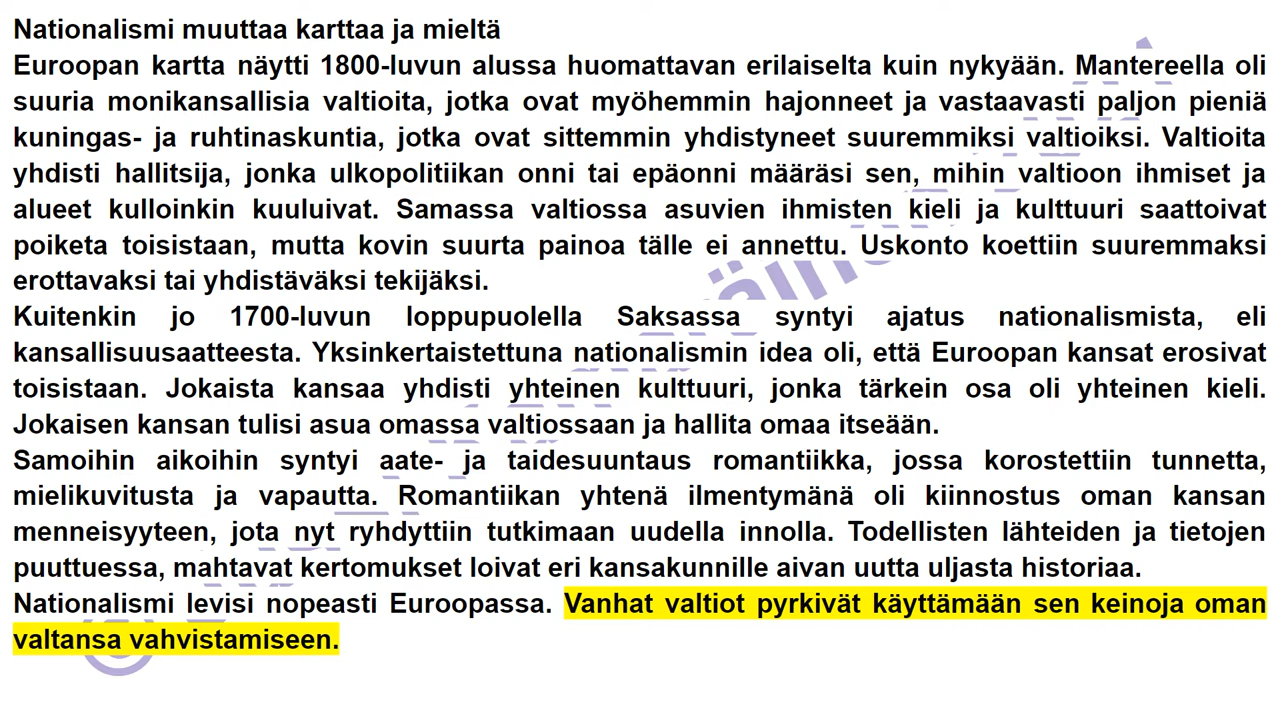 Nationalismi muuttaa karttaa ja mieltä
Euroopan kartta näytti 1800-luvun alussa huomattavan erilaiselta kuin nykyään. Mantereella oli
suuria monikansallisia valtioita, jotka ovat myöhemmin hajonneet ja vastaavasti paljon pieniä
kuningas- ja ruhtinaskuntia, jotka ovat sittemmin yhdistyneet suuremmiksi valtioiksi. Valtioita
yhdisti hallitsija, jonka ulkopolitiikan onni tai epäonni määräsi sen, mihin valtioon ihmiset ja
alueet kulloinkin kuuluivat. Samassa valtiossa asuvien ihmisten kieli ja kulttuuri saattoivat
poiketa toisistaan, mutta kovin suurta painoa tälle ei annettu. Uskonto koettiin suuremmaksi
erottavaksi tai yhdistäväksi tekijäksi.
Kuitenkin jo 1700-luvun loppupuolella Saksassa syntyi ajatus nationalismista, eli
kansallisuusaatteesta. Yksinkertaistettuna nationalismin idea oli, että Euroopan kansat erosivat
toisistaan. Jokaista kansaa yhdisti yhteinen kulttuuri, jonka tärkein osa oli yhteinen kieli.
Jokaisen kansan tulisi asua omassa valtiossaan ja hallita omaa itseään.
Samoihin aikoihin syntyi aate- ja taidesuuntaus romantiikka, jossa korostettiin tunnetta,
mielikuvitusta ja vapautta. Romantiikan yhtenä ilmentymänä oli kiinnostus oman kansan
menneisyyteen, jota nyt ryhdyttiin tutkimaan uudella innolla. Todellisten lähteiden ja tietojen
puuttuessa, mahtavat kertomukset loivat eri kansakunnille aivan uutta uljasta historiaa.
Nationalismi levisi nopeasti Euroopassa. Vanhat valtiot pyrkivät käyttämään sen keinoja oman
valtansa vahvistamiseen.